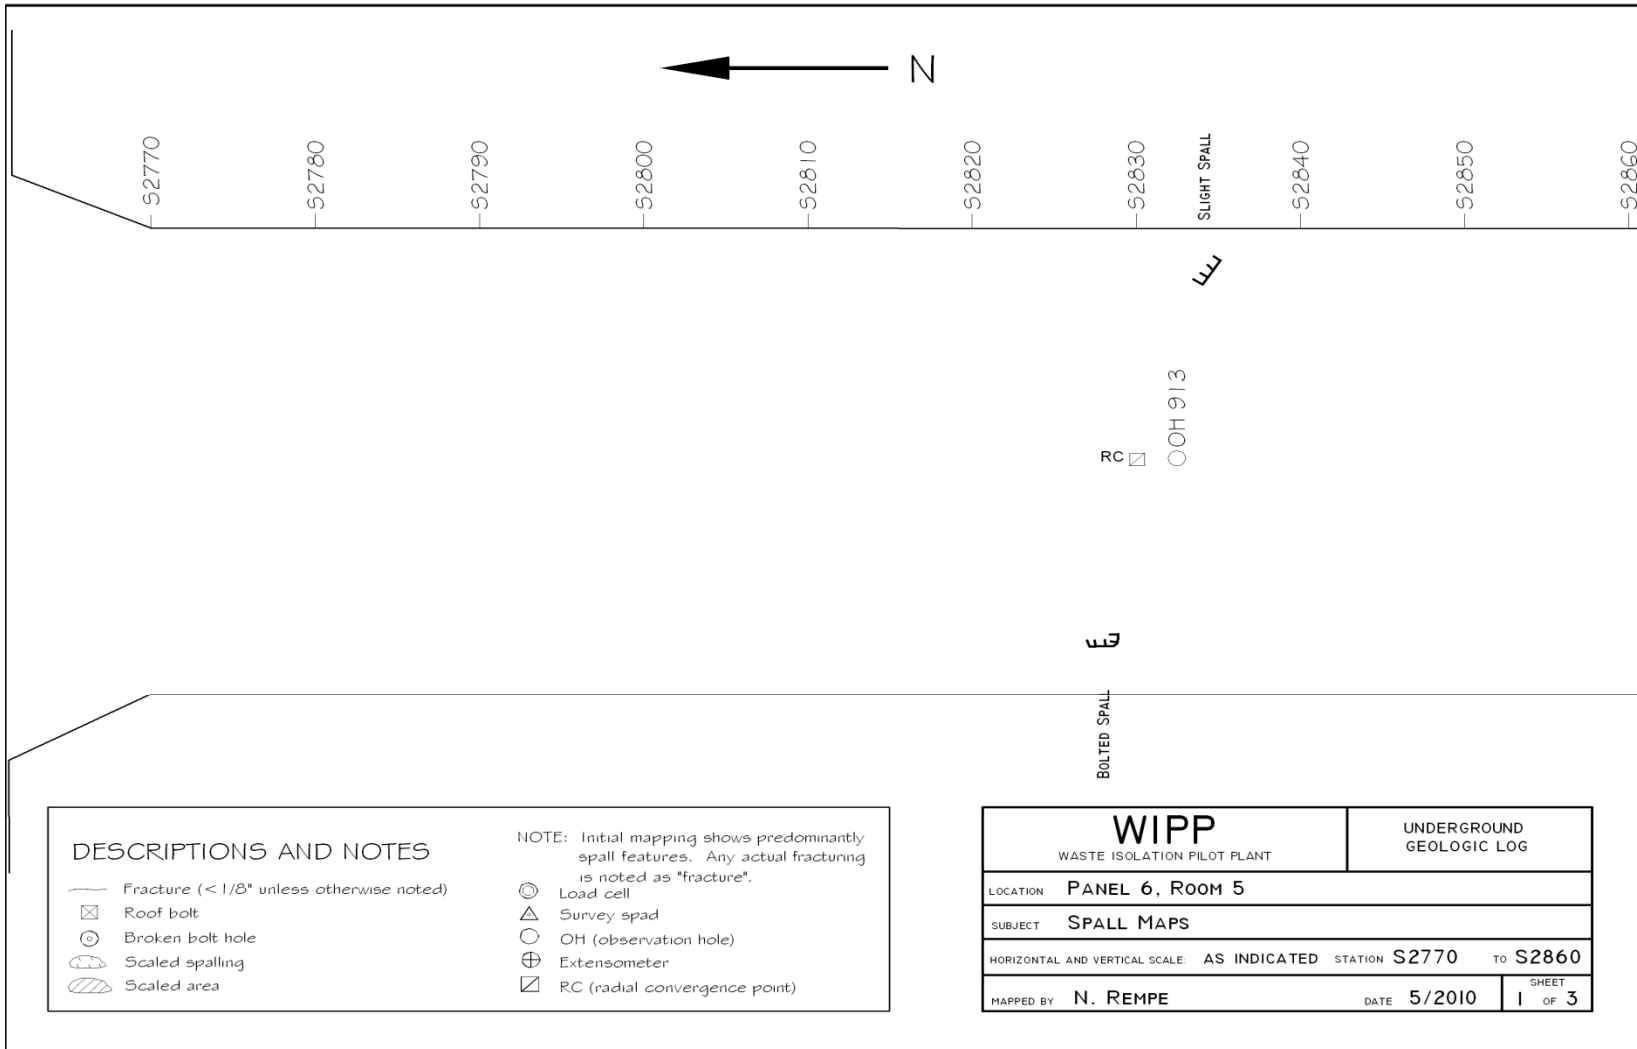 N
S2770
S2780
S2790
S2800
S2810
S2820
S2830
SLIGHT SPALL
S2840
S2850
S2860
OH 913
RC
BOLTED SPALL
DESCRIPTIONS AND NOTES
Fracture (< 1/8" unless otherwise noted)
Roof bolt
Broken bolt hole
Scaled spalling
Scaled area
NOTE: Initial mapping shows predominantly
spall features. Any actual fracturing
is noted as "fracture".
Load cell
Survey spad
OH (observation hole)
Extensometer
RC (radial convergence point)
WIPP
WASTE ISOLATION PILOT PLANT
UNDERGROUND
GEOLOGIC LOG
LOCATION PANEL 6, ROOM 5
SUBJECT SPALL MAPS
HORIZONTAL AND VERTICAL SCALE: AS INDICATED STATION S2770 TO S2860
MAPPED BY N. REMPE DATE 5/2010
SHEET
1 OF 3